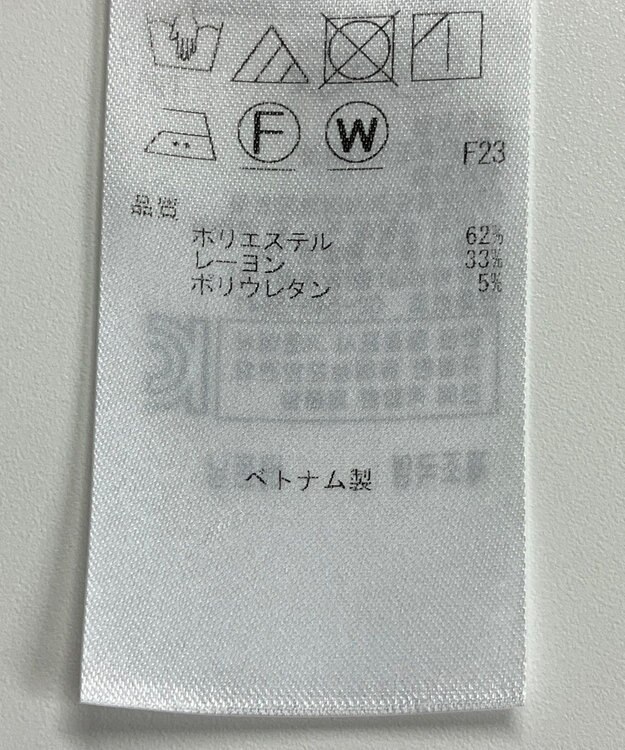 F W
F23
品質
ポリエステル 62%
レーヨン 33%
ポリウレタン 5%
ベトナム製